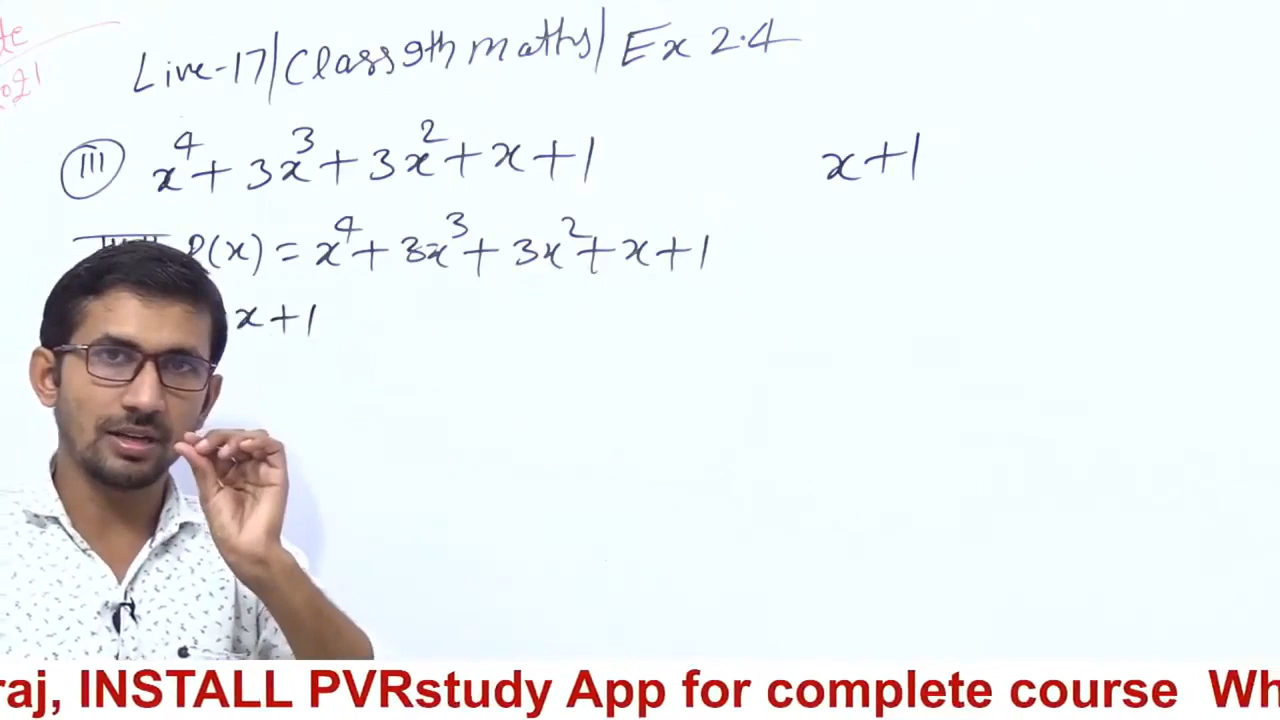 Live-17/Class 9th maths/Ex 2.4
III x⁴+3x³+3x²+x+1 x+1
P(x) = x⁴+3x³+3x²+x+1
x+1
raj, INSTALL PVRstudy App for complete course Wh